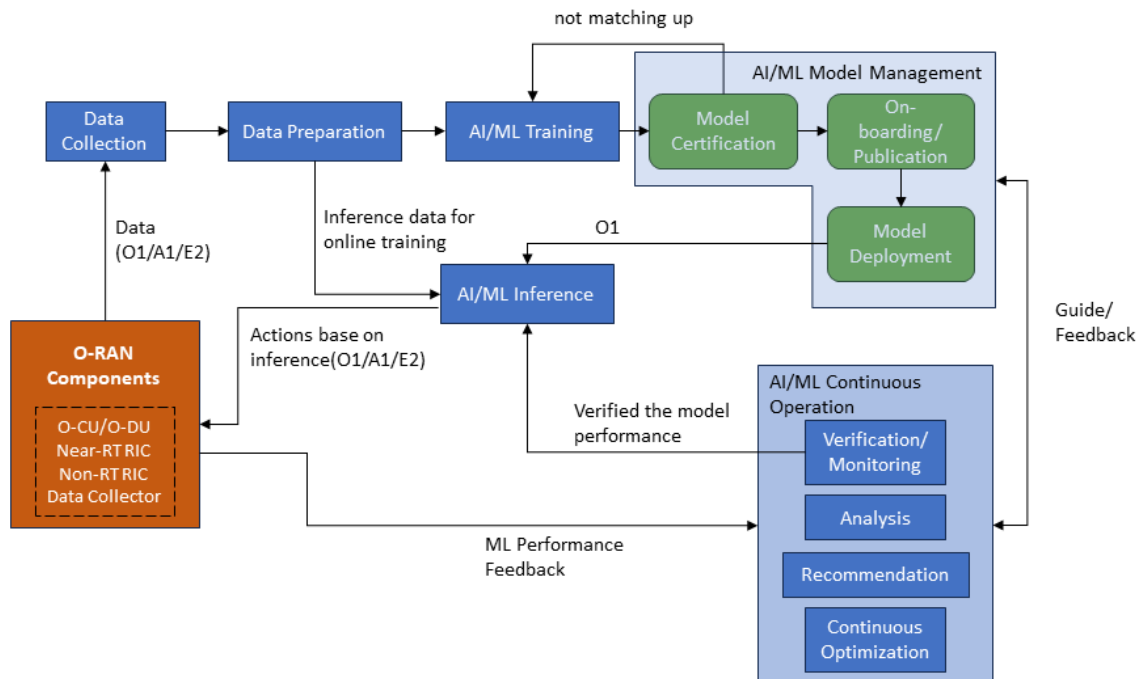 not matching up
AI/ML Model Management
Data
Collection
Data Preparation
AI/ML Training
Model
Certification
On-
boarding/
Publication
Data
(O1/A1/E2)
Inference data for
online training
O1
Model
Deployment
AI/ML Inference
Guide/
Feedback
Actions base on
inference(O1/A1/E2)
O-RAN
Components
O-CU/O-DU
Near-RT RIC
Non-RT RIC
Data Collector
AI/ML Continuous
Operation
Verified the model
performance
Verification/
Monitoring
Analysis
ML Performance
Feedback
Recommendation
Continuous
Optimization